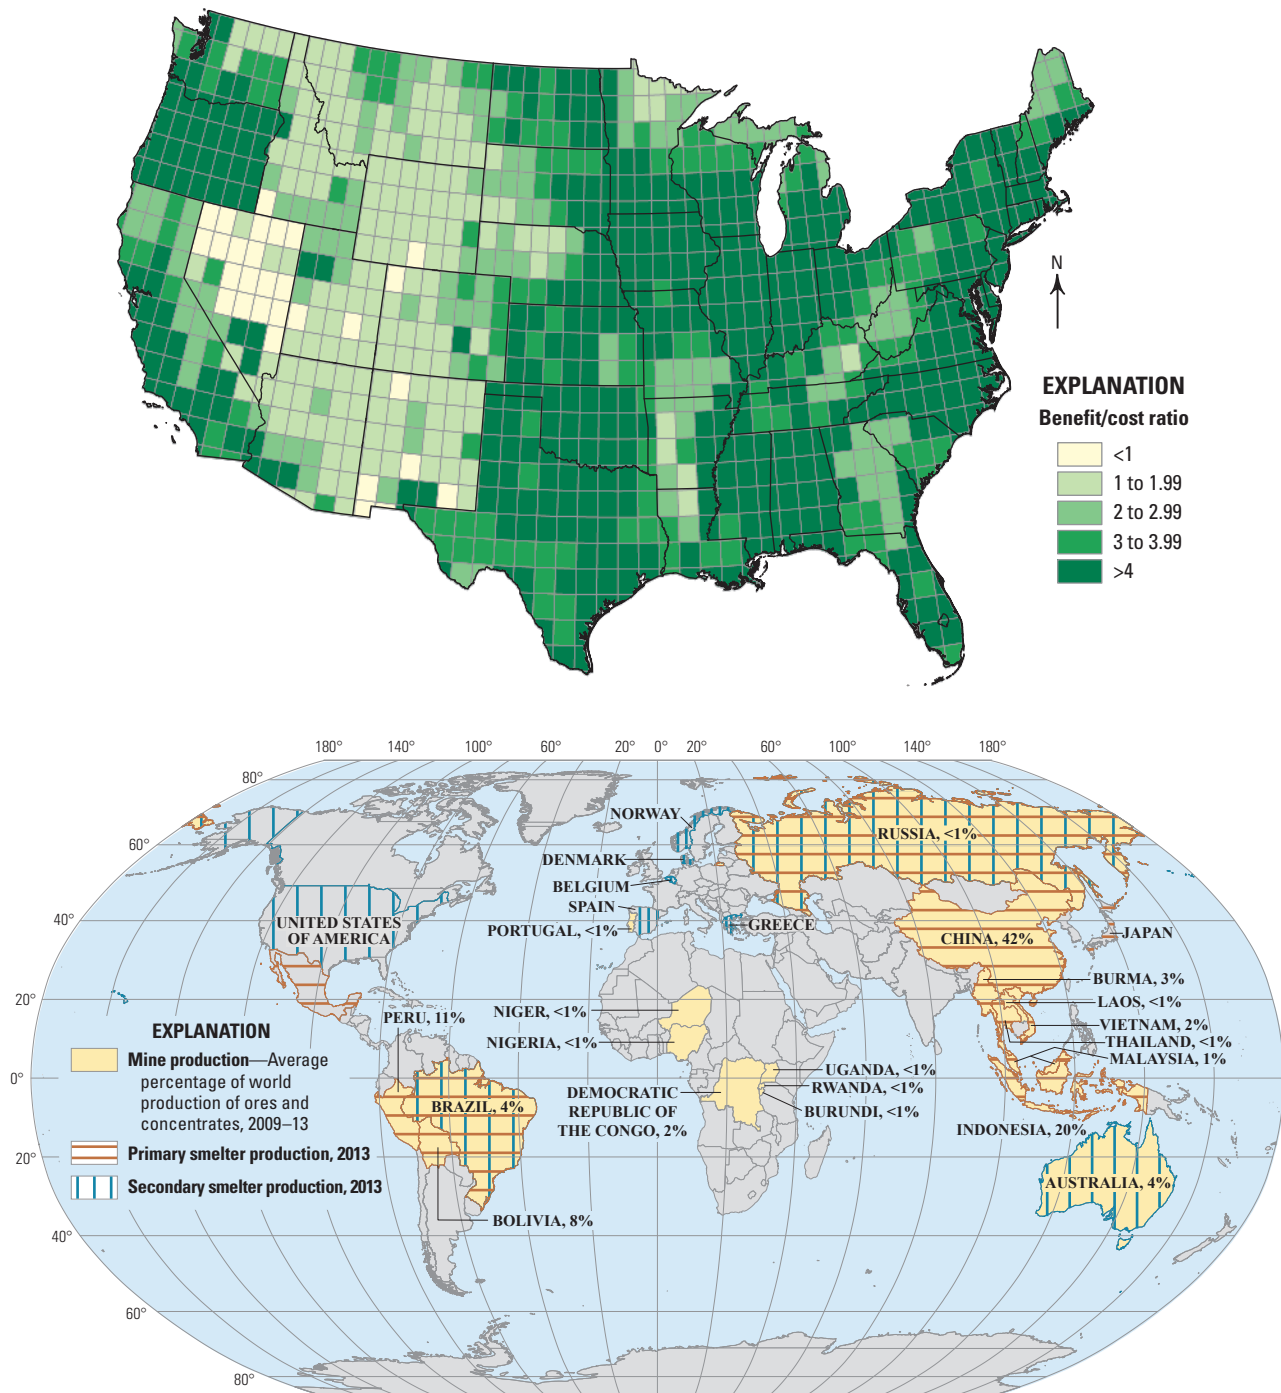 N
EXPLANATION
Benefit/cost ratio
<1
1 to 1.99
2 to 2.99
3 to 3.99
>4
180°
140°
100°
60°
20°
0°
20°
60°
100°
140°
180°
80°
60°
40°
20°
0°
20°
40°
60°
80°
NORWAY
DENMARK
BELGIUM
SPAIN
PORTUGAL, <1%
GREECE
RUSSIA, <1%
UNITED STATES
OF AMERICA
CHINA, 42%
JAPAN
BURMA, 3%
LAOS, <1%
VIETNAM, 2%
THAILAND, <1%
MALAYSIA, 1%
NIGER, <1%
NIGERIA, <1%
PERU, 11%
BRAZIL, 4%
BOLIVIA, 8%
DEMOCRATIC
REPUBLIC OF
THE CONGO, 2%
UGANDA, <1%
RWANDA, <1%
BURUNDI, <1%
INDONESIA, 20%
AUSTRALIA, 4%
EXPLANATION
Mine production—Average
percentage of world
production of ores and
concentrates, 2009–13
Primary smelter production, 2013
Secondary smelter production, 2013